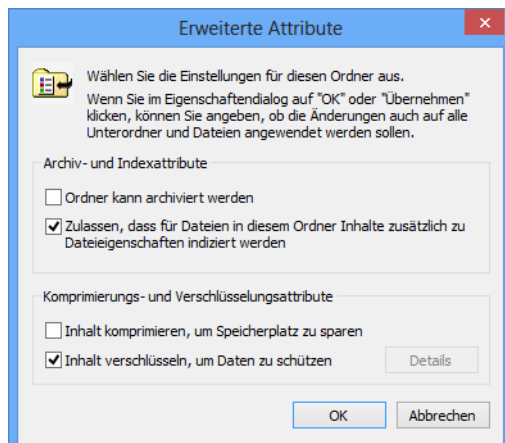 Erweiterte Attribute
Wählen Sie die Einstellungen für diesen Ordner aus.
Wenn Sie im Eigenschaftendialog auf "OK" oder "Übernehmen"
klicken, können Sie angeben, ob die Änderungen auch auf alle
Unterordner und Dateien angewendet werden sollen.
Archiv- und Indexattribute
Ordner kann archiviert werden
Zulassen, dass für Dateien in diesem Ordner Inhalte zusätzlich zu
Dateieigenschaften indiziert werden
Komprimierungs- und Verschlüsselungsattribute
Inhalt komprimieren, um Speicherplatz zu sparen
Inhalt verschlüsseln, um Daten zu schützen
Details
OK
Abbrechen